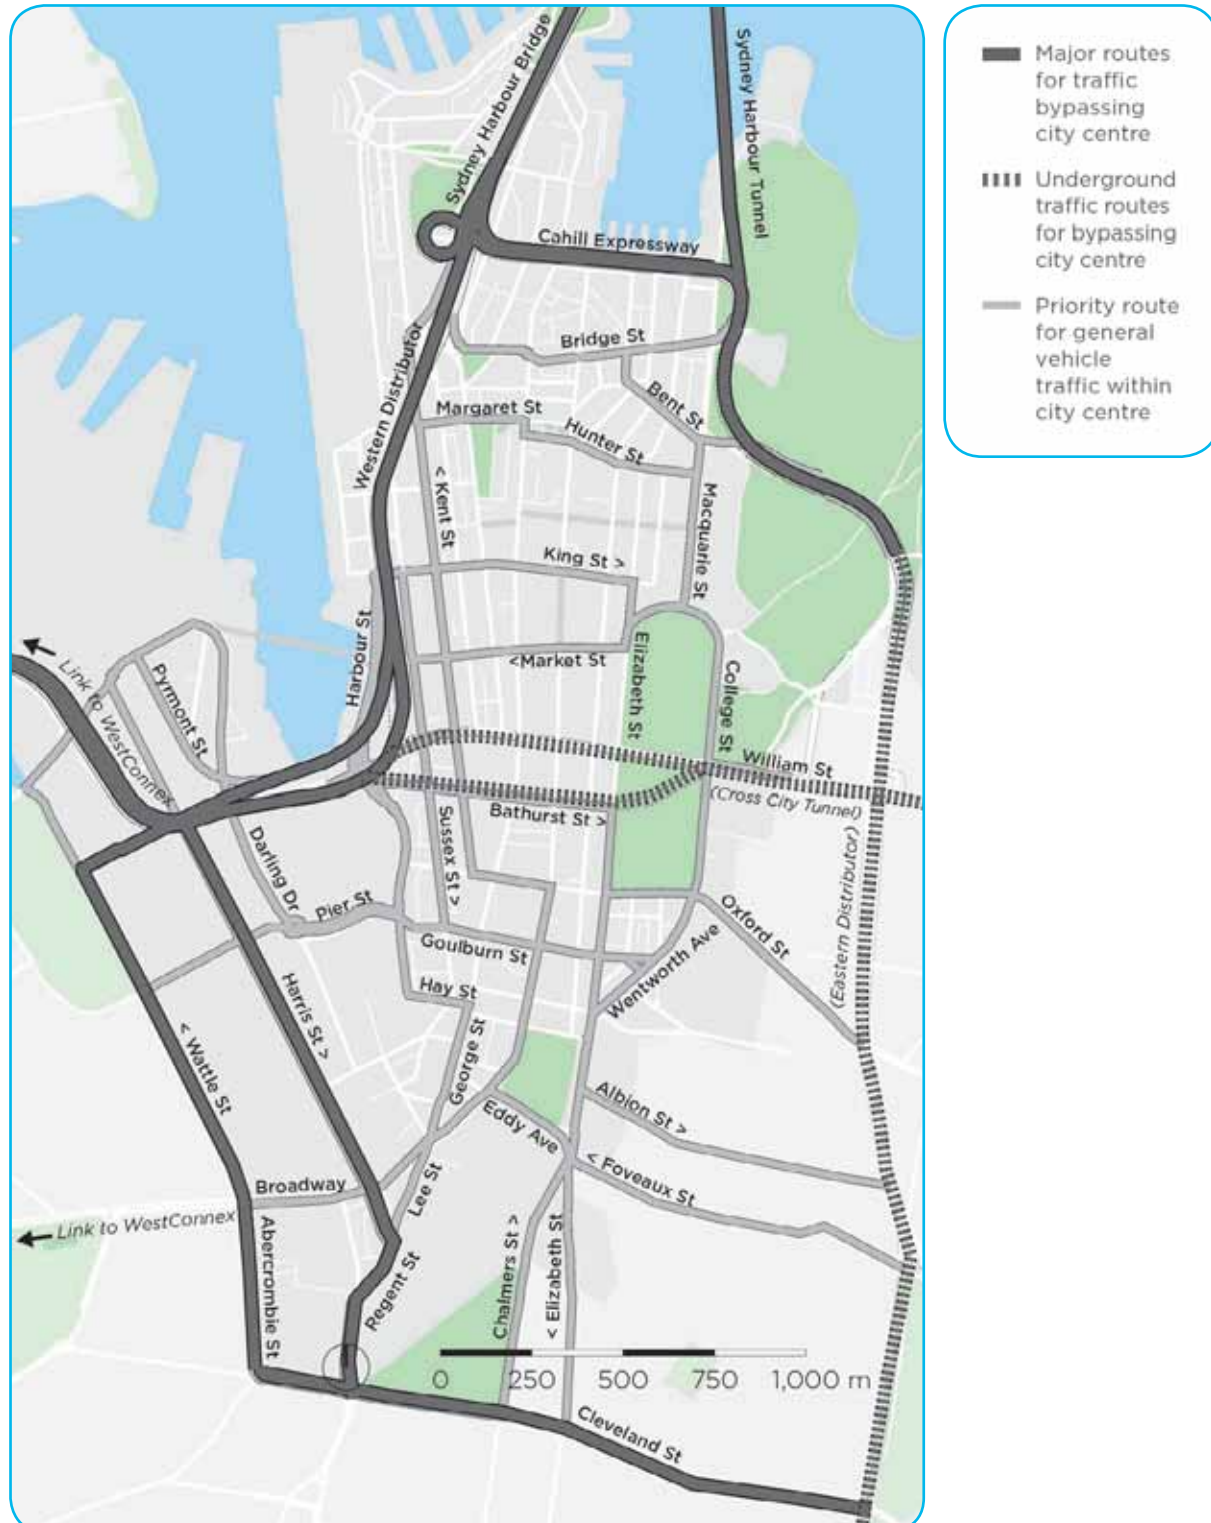 Sydney Harbour Bridge
Sydney Harbour Tunnel
Cahill Expressway
Western Distributor
Bridge St
Bent St
Margaret St
Hunter St
< Kent St
Macquarie St
King St >
Harbour St
<Market St
Elizabeth St
College St
Link to WestConnex
Pyrmont St
William St
(Cross City Tunnel)
Bathurst St >
Sussex St >
Darling Dr
Pier St
(Eastern Distributor)
Oxford St
Goulburn St
Wentworth Ave
Hay St
Harris St >
< Wattle St
George St
Eddy Ave
Albion St >
< Foveaux St
Broadway
Lee St
Link to WestConnex
Abercrombie St
Regent St
Chalmers St >
< Elizabeth St
0 250 500 750 1,000 m
Cleveland St
Major routes
for traffic
bypassing
city centre
Underground
traffic routes
for bypassing
city centre
Priority route
for general
vehicle
traffic within
city centre